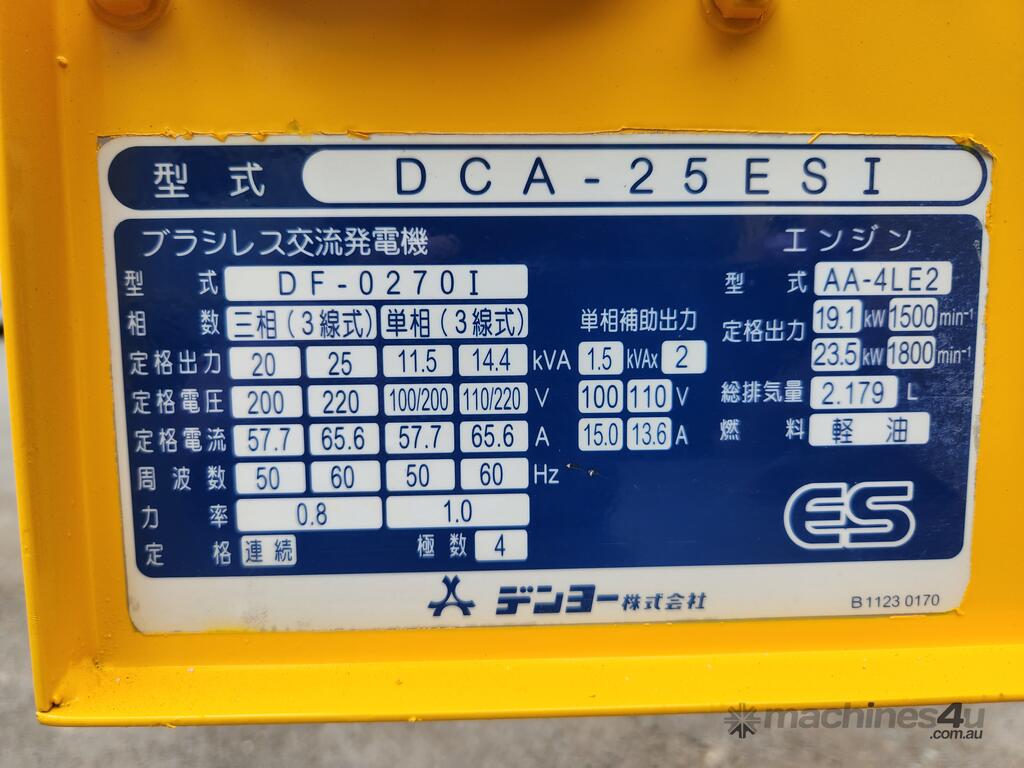 型式 DCA-25ESI
ブラシレス交流発電機
型式 DF-0270I
相数 三相(3線式) 単相(3線式)
定格出力 20 25 11.5 14.4 kVA
定格電圧 200 220 100/200 110/220 V
定格電流 57.7 65.6 57.7 65.6 A
周波数 50 60 50 60 Hz
力率 0.8 1.0
定格 連続 極数 4
単相補助出力
1.5 kVAx 2
100 110 V
15.0 13.6 A
エンジン
型式 AA-4LE2
定格出力 19.1 kW 1500 min⁻¹
23.5 kW 1800 min⁻¹
総排気量 2.179 L
燃料 軽油
ES
デンヨー株式会社
B1123 0170
machines4u
.com.au